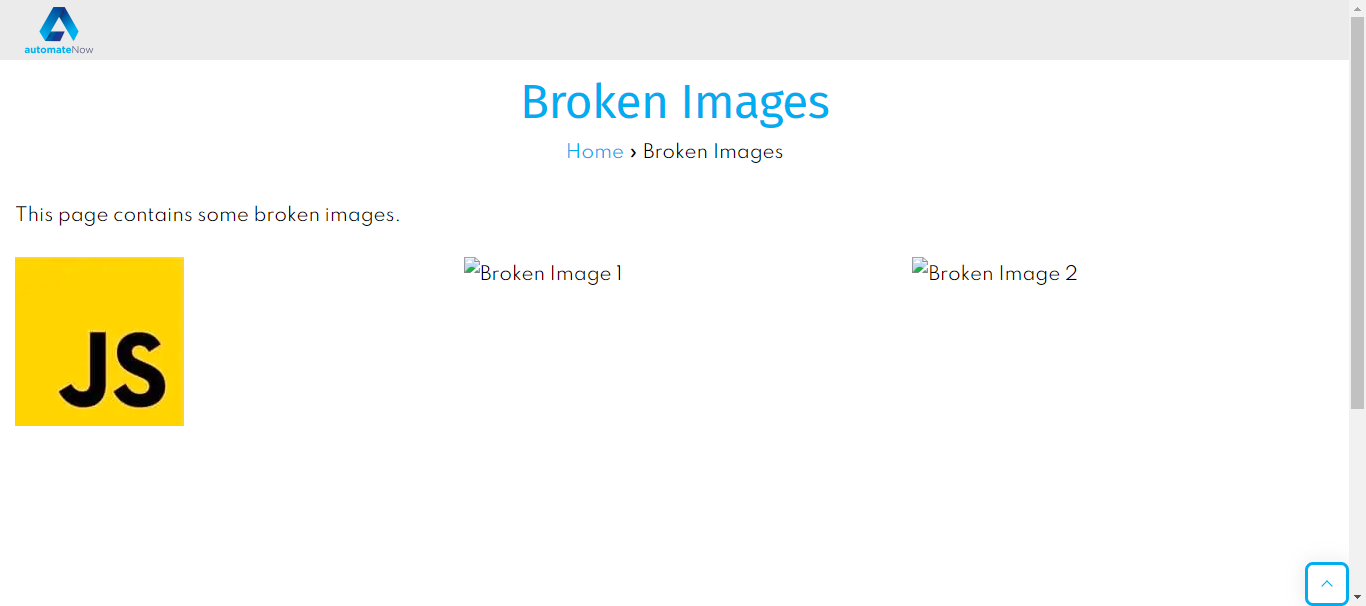 automateNow
Broken Images
Home › Broken Images
This page contains some broken images.
JS
Broken Image 1
Broken Image 2